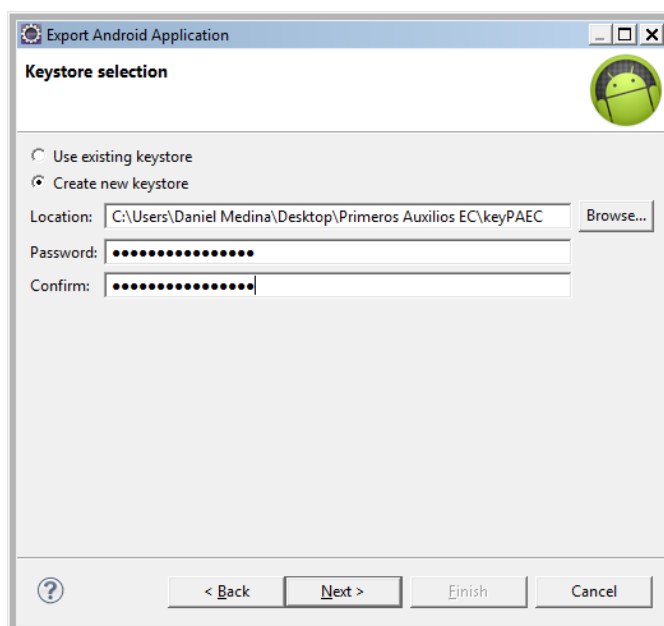 Export Android Application
Keystore selection
Use existing keystore
Create new keystore
Location: C:\Users\Daniel Medina\Desktop\Primeros Auxilios EC\keyPAEC Browse...
Password: ●●●●●●●●●●●●●●●●
Confirm: ●●●●●●●●●●●●●●●●
? < Back Next > Finish Cancel